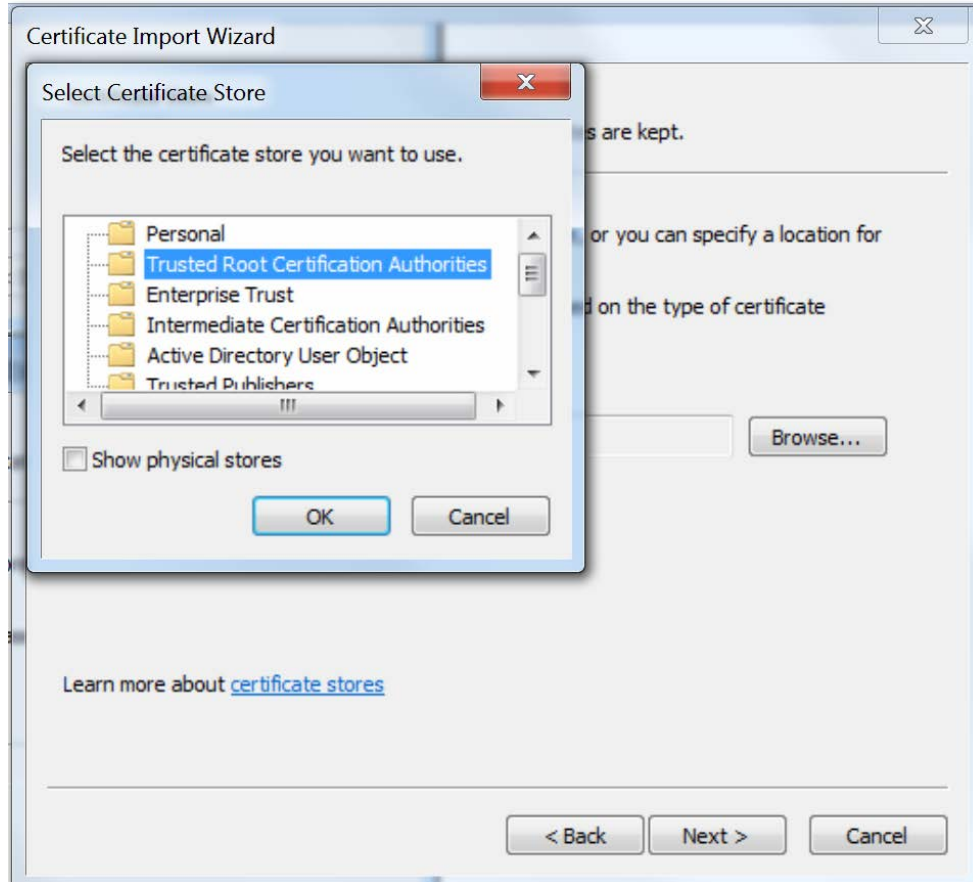 Certificate Import Wizard
Select Certificate Store
Select the certificate store you want to use.
Personal
Trusted Root Certification Authorities
Enterprise Trust
Intermediate Certification Authorities
Active Directory User Object
Trusted Publishers
Show physical stores
OK
Cancel
are kept.
or you can specify a location for
on the type of certificate
Browse...
Learn more about certificate stores
< Back
Next >
Cancel